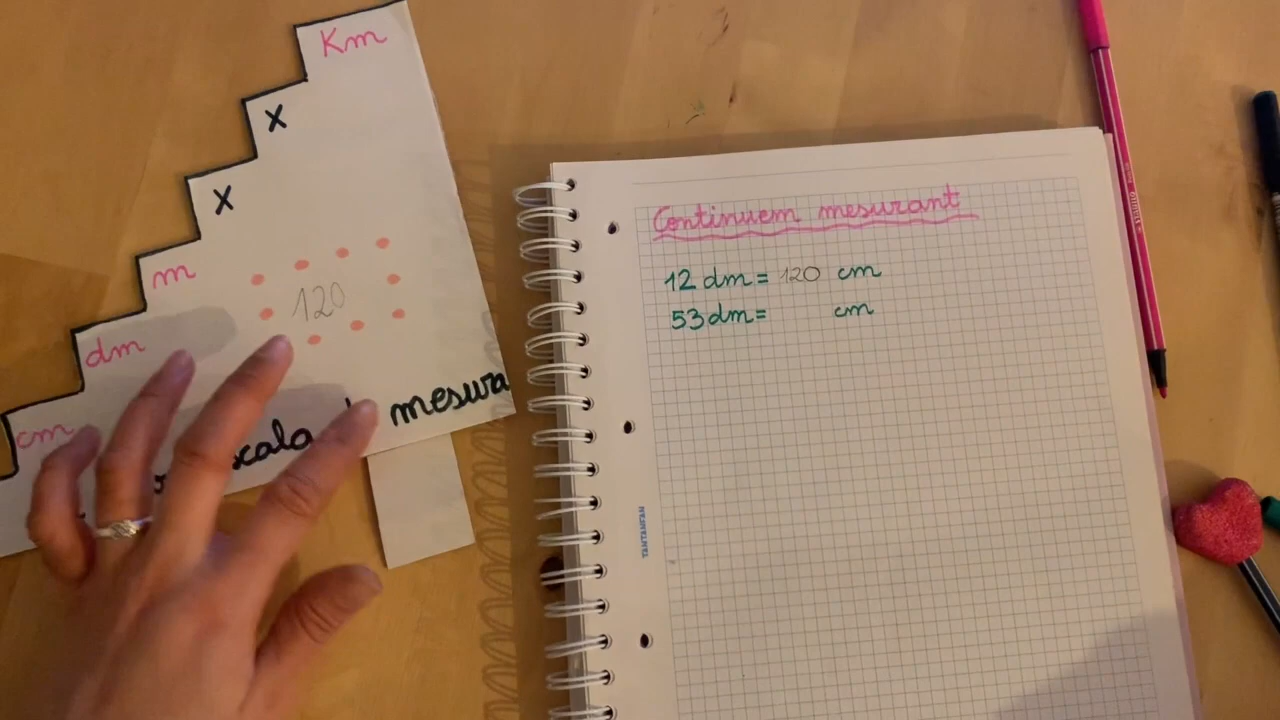 Km
X
X
m
120
dm
cm
mesura
Continuem mesurant
12 dm = 120 cm
53 dm = cm